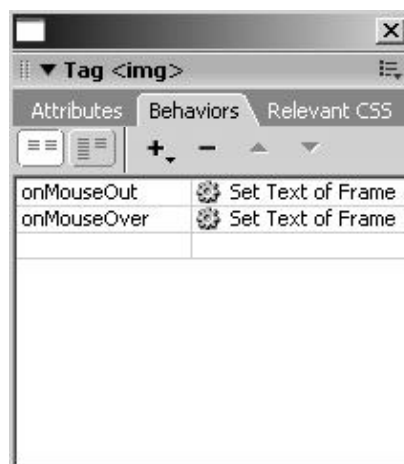 Tag <img>
Attributes Behaviors Relevant CSS
onMouseOut Set Text of Frame
onMouseOver Set Text of Frame